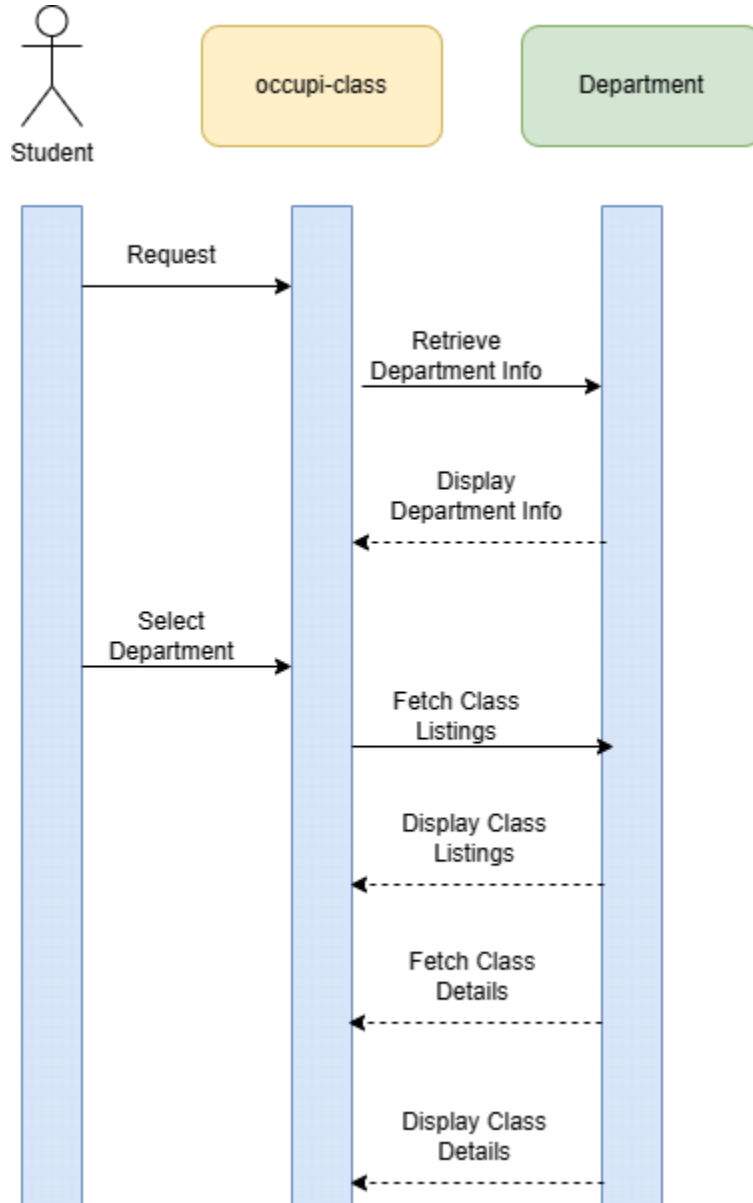 Student
occupi-class
Department
Request
Retrieve
Department Info
Display
Department Info
Select
Department
Fetch Class
Listings
Display Class
Listings
Fetch Class
Details
Display Class
Details